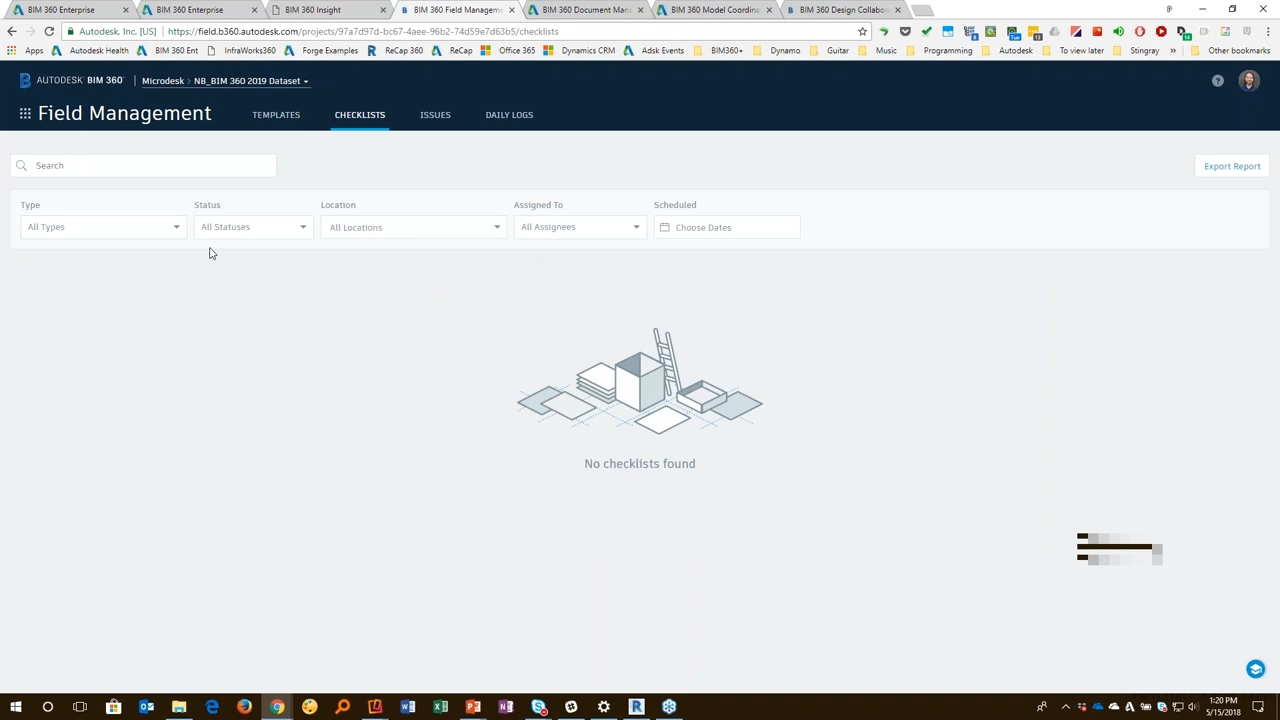 BIM 360 Enterprise
BIM 360 Enterprise
BIM 360 Insight
BIM 360 Field Manageme
BIM 360 Document Man
BIM 360 Model Coordina
BIM 360 Design Collabor
Autodesk, Inc. [US] | https://field.b360.autodesk.com/projects/97a7d97d-bc67-4aee-96b2-74d59e7d63b5/checklists
Apps
Autodesk Health
BIM 360 Ent
InfraWorks360
Forge Examples
ReCap 360
ReCap
Office 365
Dynamics CRM
Adsk Events
BIM360+
Dynamo
Guitar
Music
Programming
Autodesk
To view later
Stingray
»
Other bookmarks
AUTODESK® BIM 360™
Microdesk > NB_BIM 360 2019 Dataset
Field Management
TEMPLATES
CHECKLISTS
ISSUES
DAILY LOGS
Search
Export Report
Type
Status
Location
Assigned To
Scheduled
All Types
All Statuses
All Locations
All Assignees
Choose Dates
No checklists found
1:20 PM
5/15/2018